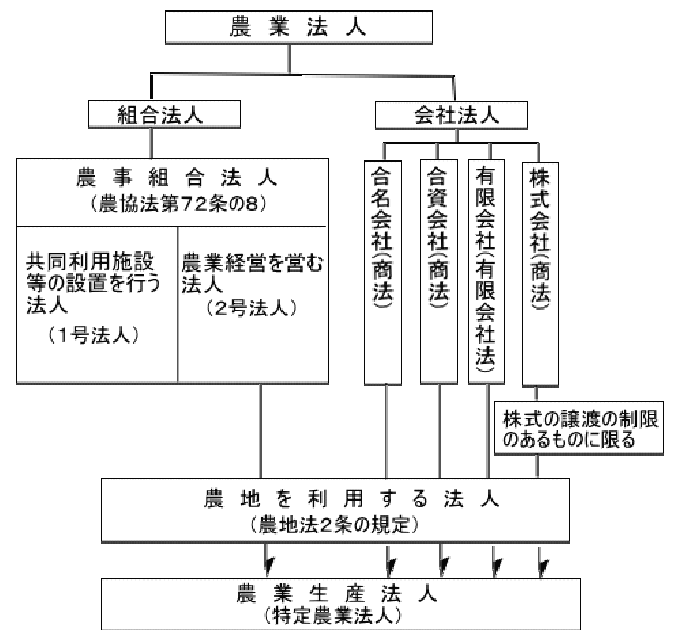 農業法人
組合法人
会社法人
農事組合法人
（農協法第７２条の８）
共同利用施設
等の設置を行う
法人
（１号法人）
農業経営を営む
法人
（２号法人）
合名会社（商法）
合資会社（商法）
有限会社（有限会社法）
株式会社（商法）
株式の譲渡の制限
のあるものに限る
農地を利用する法人
（農地法２条の規定）
農業生産法人
（特定農業法人）